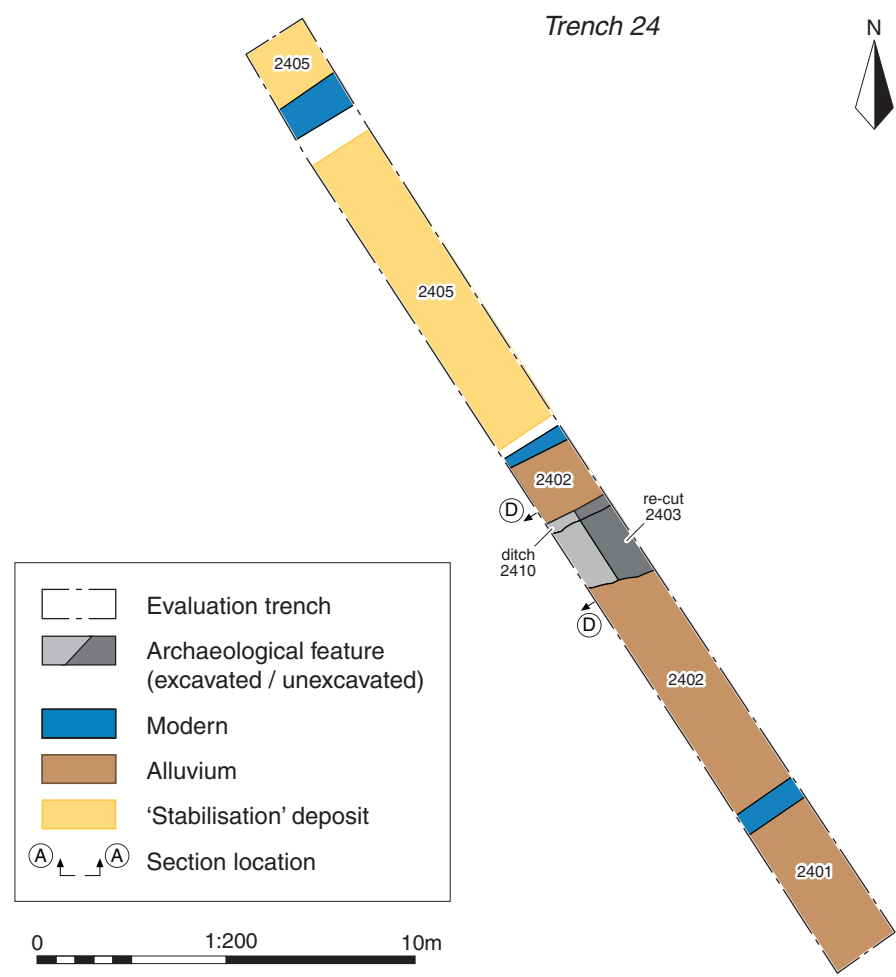 Trench 24
N
2405
2405
2402
D
re-cut
2403
ditch
2410
D
2402
2401
Evaluation trench
Archaeological feature
(excavated / unexcavated)
Modern
Alluvium
‘Stabilisation’ deposit
A A Section location
0 1:200 10m